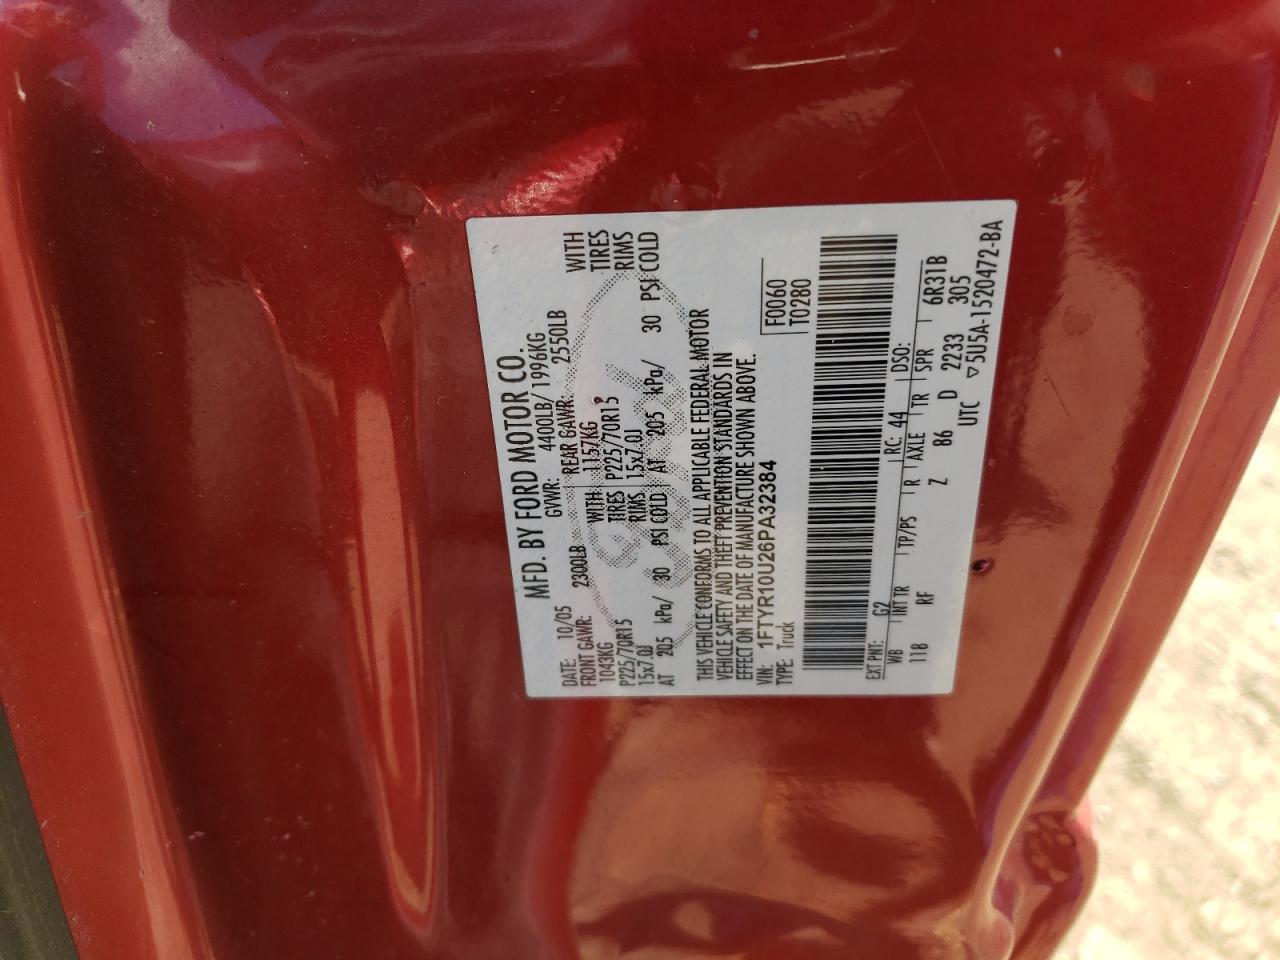 MFD. BY FORD MOTOR CO.
DATE: 10/05 GVWR: 4400LB/ 1996KG
FRONT GAWR: 2300LB REAR GAWR: 2550LB
1043KG WITH 1157KG WITH
P225/70R15 TIRES P225/70R15 TIRES
15x7.0J RIMS 15x7.0J RIMS
AT 205 kPa/ 30 PSI COLD AT 205 kPa/ 30 PSI COLD
THIS VEHICLE CONFORMS TO ALL APPLICABLE FEDERAL MOTOR
VEHICLE SAFETY AND THEFT PREVENTION STANDARDS IN
EFFECT ON THE DATE OF MANUFACTURE SHOWN ABOVE.
VIN: 1FTYR10U26PA32384 F0060
TYPE: Truck T0280
EXT PNT: G2 RC: 44 DSO:
WB INT TR TP/PS R AXLE TR SPR 6R31B
118 RF Z 86 D 2233 305
UTC ▽5U5A-1520472-BA